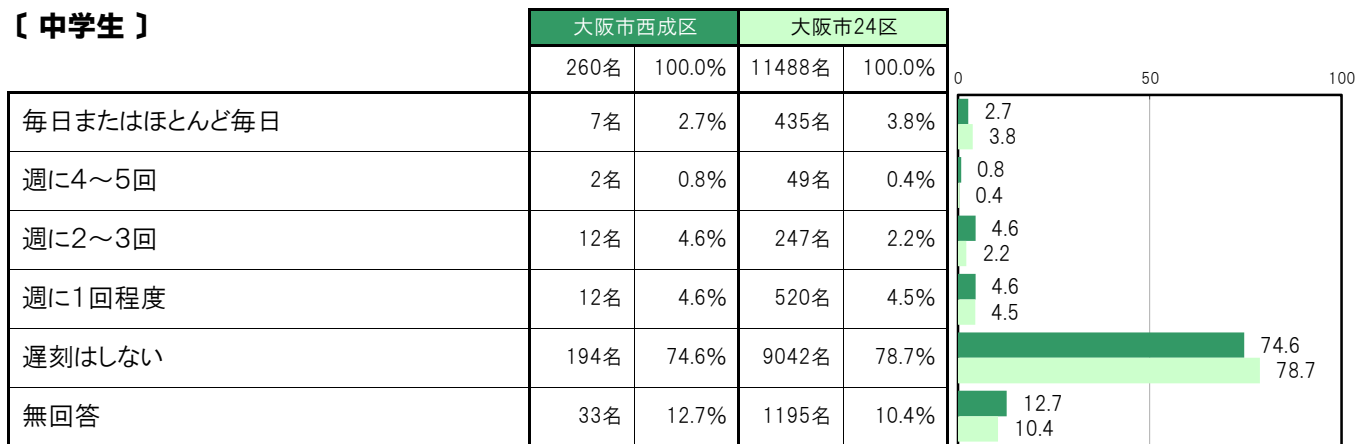 〔 中学生 〕
大阪市西成区 大阪市24区
260名 100.0% 11488名 100.0%
0 50 100
毎日またはほとんど毎日 7名 2.7% 435名 3.8% 2.7
3.8
週に4～5回 2名 0.8% 49名 0.4% 0.8
0.4
週に2～3回 12名 4.6% 247名 2.2% 4.6
2.2
週に1回程度 12名 4.6% 520名 4.5% 4.6
4.5
遅刻はしない 194名 74.6% 9042名 78.7% 74.6
78.7
無回答 33名 12.7% 1195名 10.4% 12.7
10.4